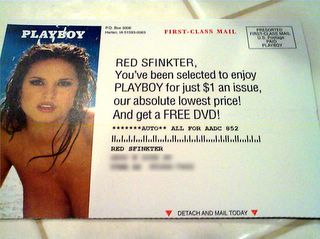 PLAYBOY
P.O. Box 5006
Harlan, IA 51593-0063
FIRST-CLASS MAIL
PRESORTED
FIRST-CLASS MAIL
U.S. Postage
PAID
PLAYBOY
RED SFINKTER,
You've been selected to enjoy
PLAYBOY for just $1 an issue,
our absolute lowest price!
And get a FREE DVD!
*******AUTO** ALL FOR AADC 852
RED SFINKTER
DETACH AND MAIL TODAY